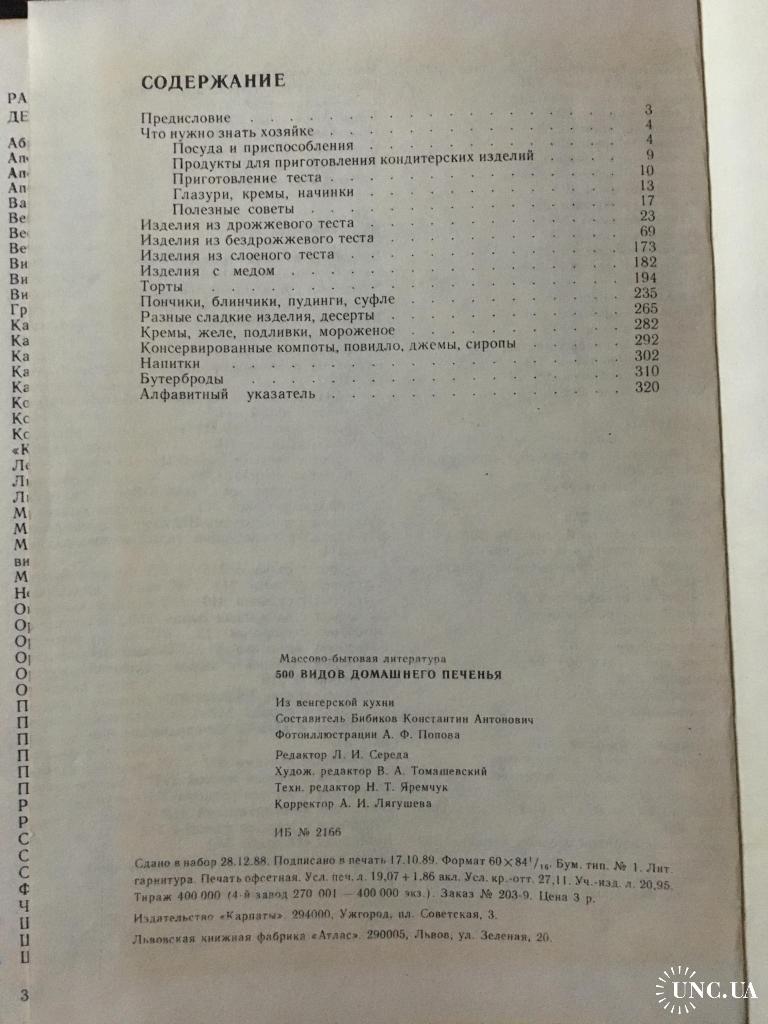 СОДЕРЖАНИЕ
Предисловие . . . 3
Что нужно знать хозяйке . . . 4
Посуда и приспособления . . . 4
Продукты для приготовления кондитерских изделий . . . 9
Приготовление теста . . . 10
Глазури, кремы, начинки . . . 13
Полезные советы . . . 17
Изделия из дрожжевого теста . . . 23
Изделия из бездрожжевого теста . . . 69
Изделия из слоеного теста . . . 173
Изделия с медом . . . 182
Торты . . . 194
Пончики, блинчики, пудинги, суфле . . . 235
Разные сладкие изделия, десерты . . . 265
Кремы, желе, подливки, мороженое . . . 282
Консервированные компоты, повидло, джемы, сиропы . . . 292
Напитки . . . 302
Бутерброды . . . 310
Алфавитный указатель . . . 320
Массово-бытовая литература
500 ВИДОВ ДОМАШНЕГО ПЕЧЕНЬЯ
Из венгерской кухни
Составитель Бибиков Константин Антонович
Фотоиллюстрации А. Ф. Попова
Редактор Л. И. Середа
Худож. редактор В. А. Томашевский
Техн. редактор Н. Т. Яремчук
Корректор А. И. Лягушева
ИБ № 2166
Сдано в набор 28.12.88. Подписано в печать 17.10.89. Формат 60×84¹/₁₆. Бум. тип. № 1. Лит.
гарнитура. Печать офсетная. Усл. печ. л. 19,07+1,86 вкл. Усл. кр.-отт. 27,11. Уч.-изд. л. 20,95.
Тираж 400 000 (4-й завод 270 001 — 400 000 экз.). Заказ № 203-9. Цена 3 р.
Издательство «Карпаты». 294000, Ужгород, пл. Советская, 3.
Львовская книжная фабрика «Атлас». 290005, Львов, ул. Зеленая, 20.
UNC.UA